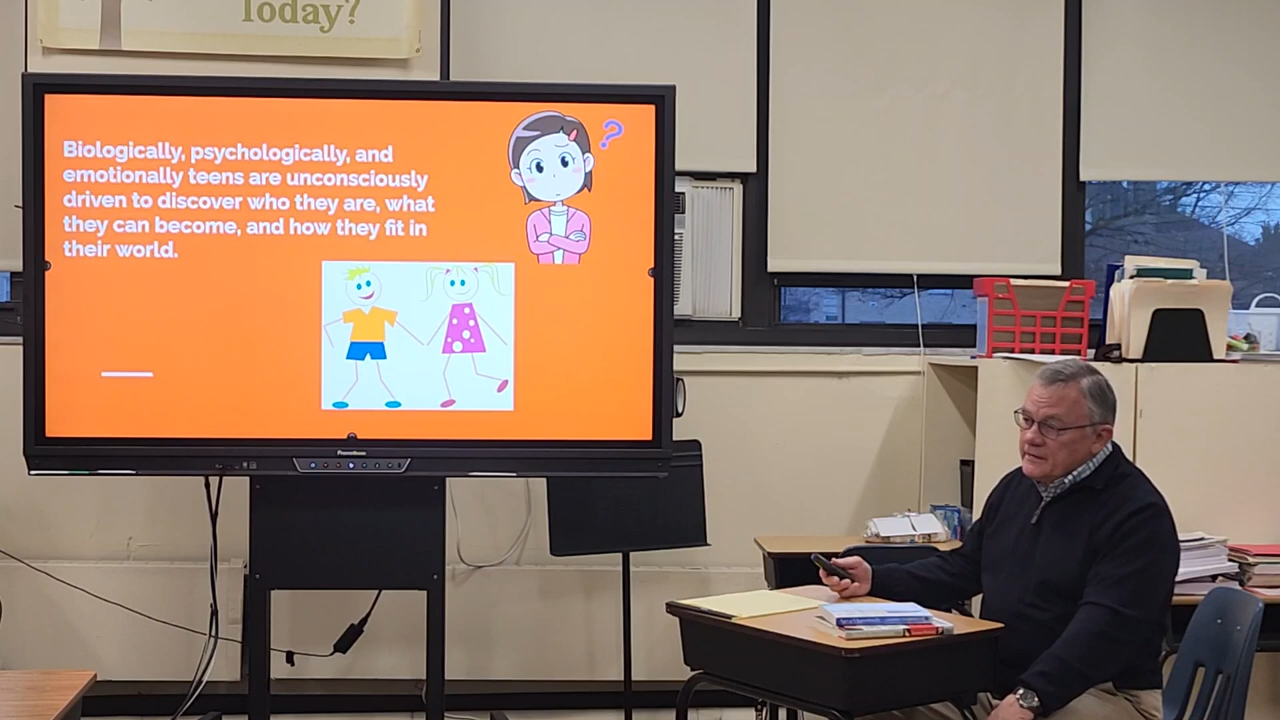 Today?
Biologically, psychologically, and
emotionally teens are unconsciously
driven to discover who they are, what
they can become, and how they fit in
their world.
?
Promethean